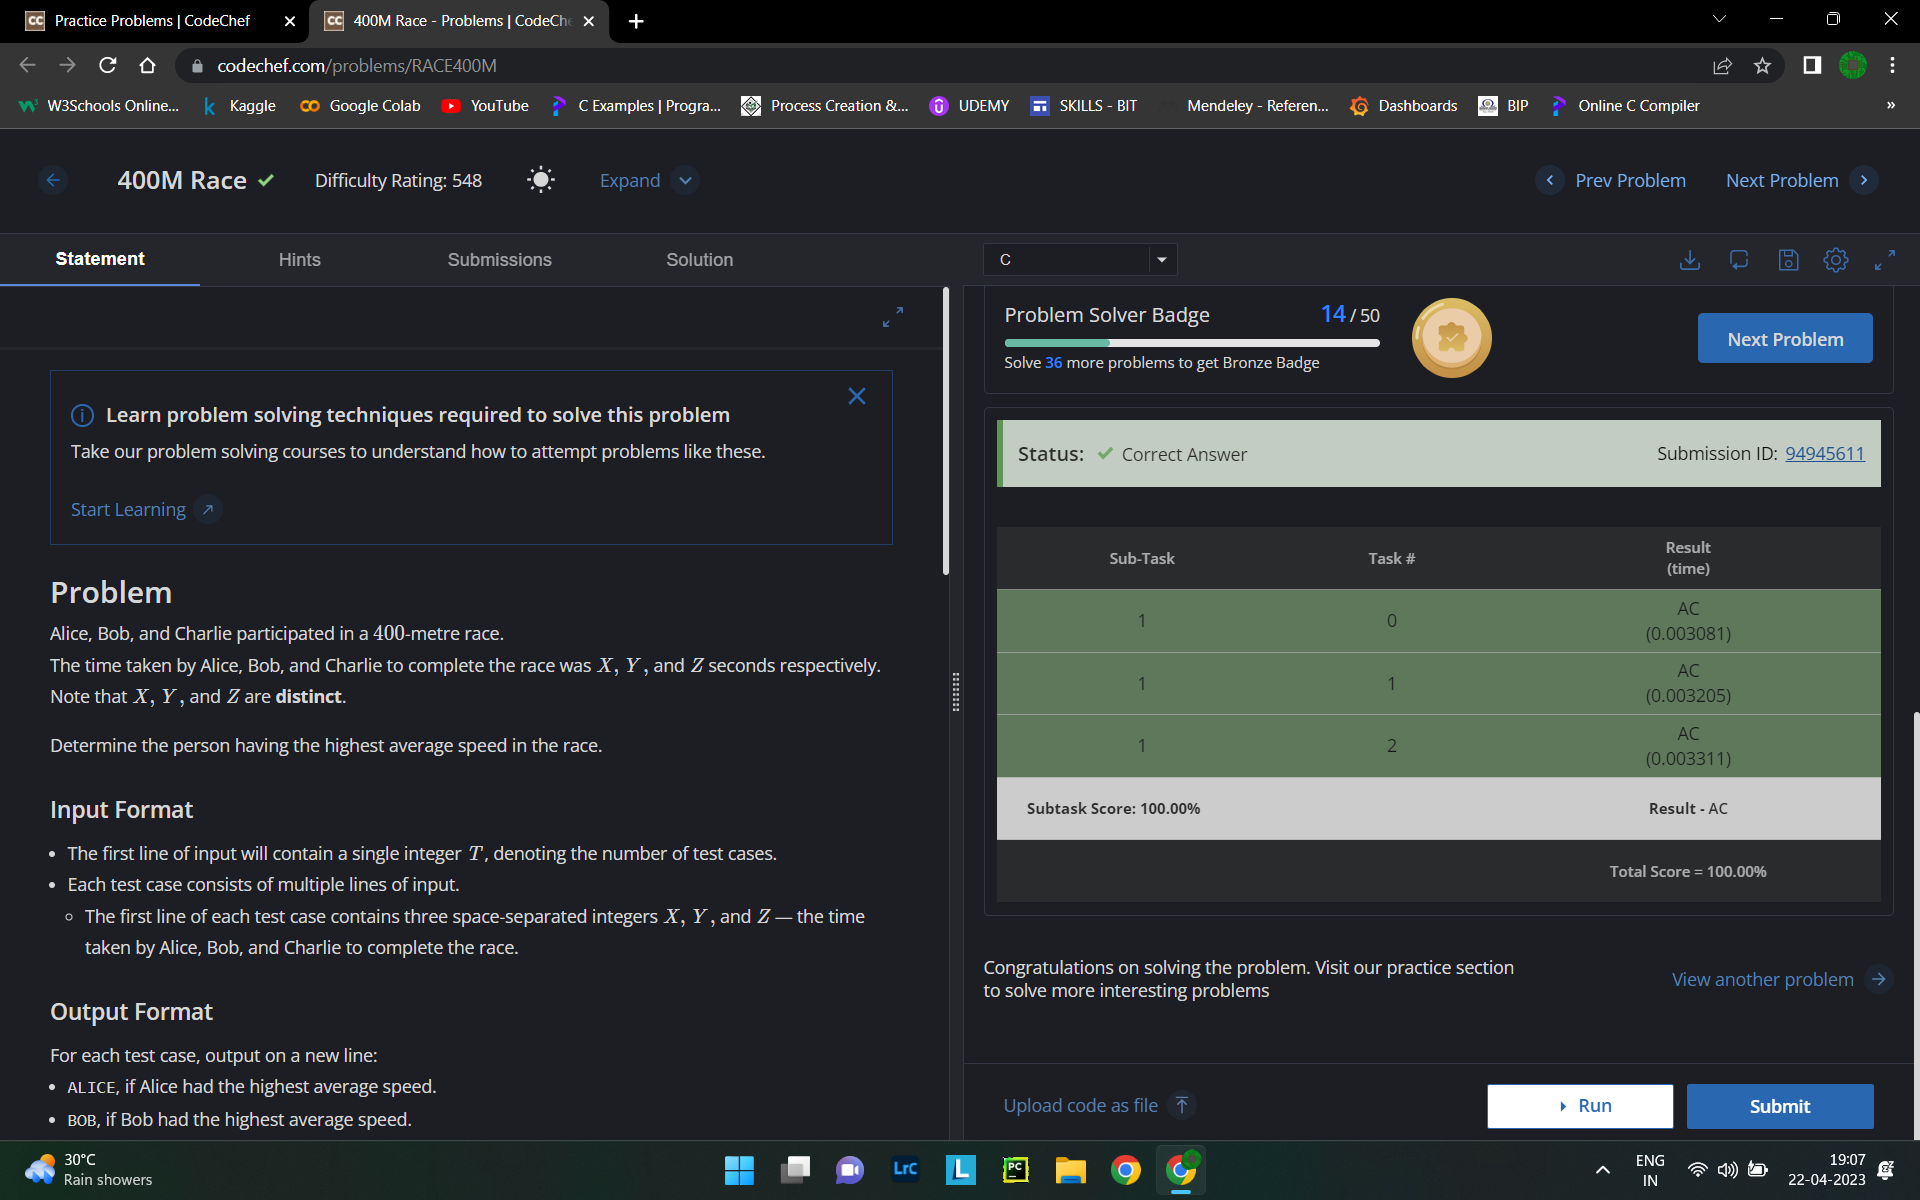 Practice Problems | CodeChef
400M Race - Problems | CodeChe
codechef.com/problems/RACE400M
W3Schools Online...
Kaggle
Google Colab
YouTube
C Examples | Progra...
Process Creation &...
UDEMY
SKILLS - BIT
Mendeley - Referen...
Dashboards
BIP
Online C Compiler
»
400M Race
Difficulty Rating: 548
Expand
Prev Problem
Next Problem
Statement
Hints
Submissions
Solution
C
Learn problem solving techniques required to solve this problem
Take our problem solving courses to understand how to attempt problems like these.
Start Learning
Problem
Alice, Bob, and Charlie participated in a 400-metre race.
The time taken by Alice, Bob, and Charlie to complete the race was X, Y, and Z seconds respectively.
Note that X, Y, and Z are distinct.
Determine the person having the highest average speed in the race.
Input Format
• The first line of input will contain a single integer T, denoting the number of test cases.
• Each test case consists of multiple lines of input.
◦ The first line of each test case contains three space-separated integers X, Y, and Z — the time
taken by Alice, Bob, and Charlie to complete the race.
Output Format
For each test case, output on a new line:
• ALICE, if Alice had the highest average speed.
• BOB, if Bob had the highest average speed.
Problem Solver Badge
14 / 50
Solve 36 more problems to get Bronze Badge
Next Problem
Status: Correct Answer
Submission ID: 94945611
Sub-Task Task # Result
(time)
1 0 AC
(0.003081)
1 1 AC
(0.003205)
1 2 AC
(0.003311)
Subtask Score: 100.00% Result - AC
Total Score = 100.00%
Congratulations on solving the problem. Visit our practice section
to solve more interesting problems
View another problem
Upload code as file
Run
Submit
30°C
Rain showers
LrC
L
PC
ENG
IN
19:07
22-04-2023